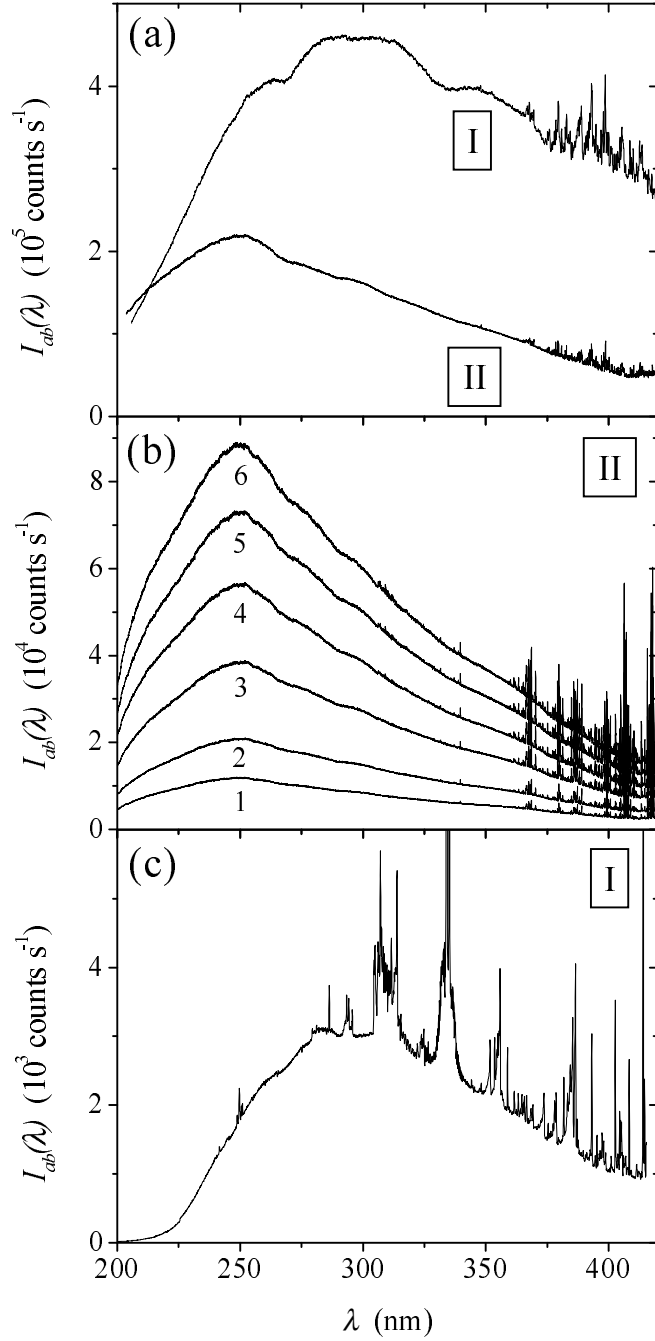 (a)
I
II
4
2
0
I_ab(λ) (10^5 counts s^-1)
(b)
II
6
5
4
3
2
1
8
6
4
2
0
I_ab(λ) (10^4 counts s^-1)
(c)
I
4
2
0
I_ab(λ) (10^3 counts s^-1)
200 250 300 350 400
λ (nm)